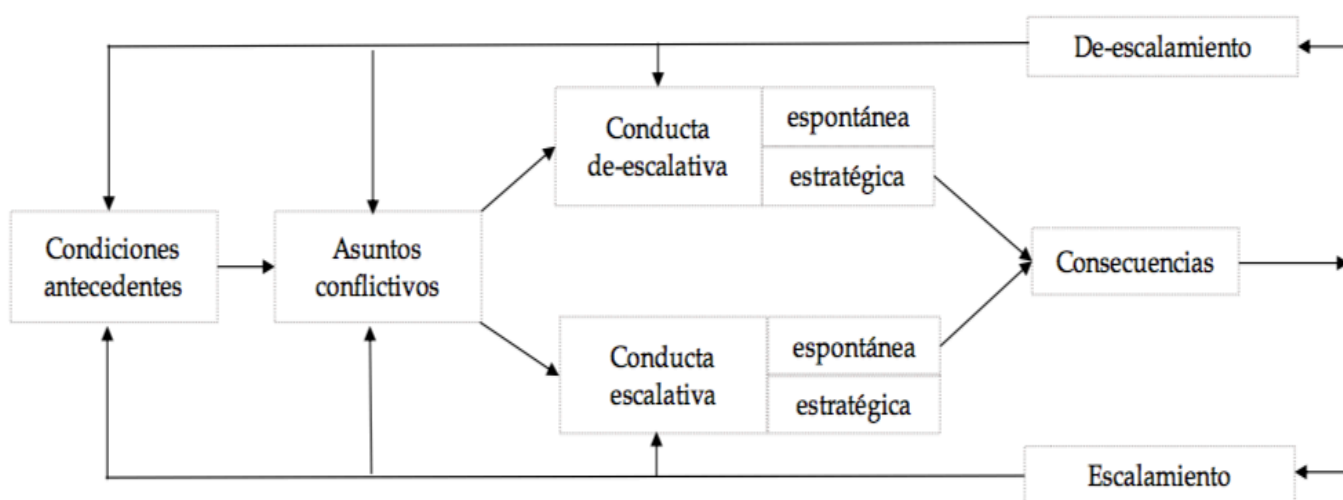 De-escalamiento
Conducta
de-escalativa
espontánea
estratégica
Condiciones
antecedentes
Asuntos
conflictivos
Consecuencias
Conducta
escalativa
espontánea
estratégica
Escalamiento